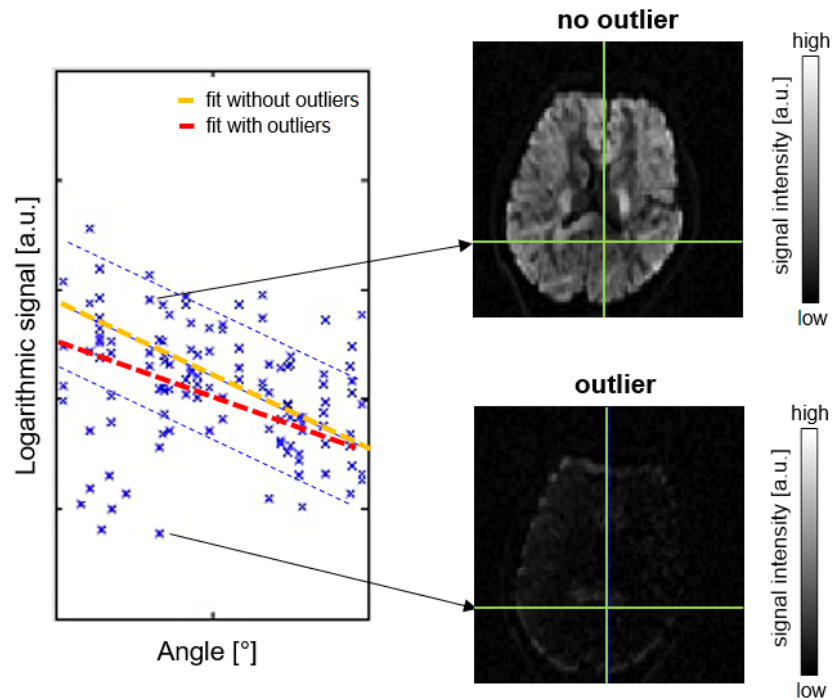 no outlier
high
signal intensity [a.u.]
low
fit without outliers
fit with outliers
Logarithmic signal [a.u.]
Angle [°]
outlier
high
signal intensity [a.u.]
low